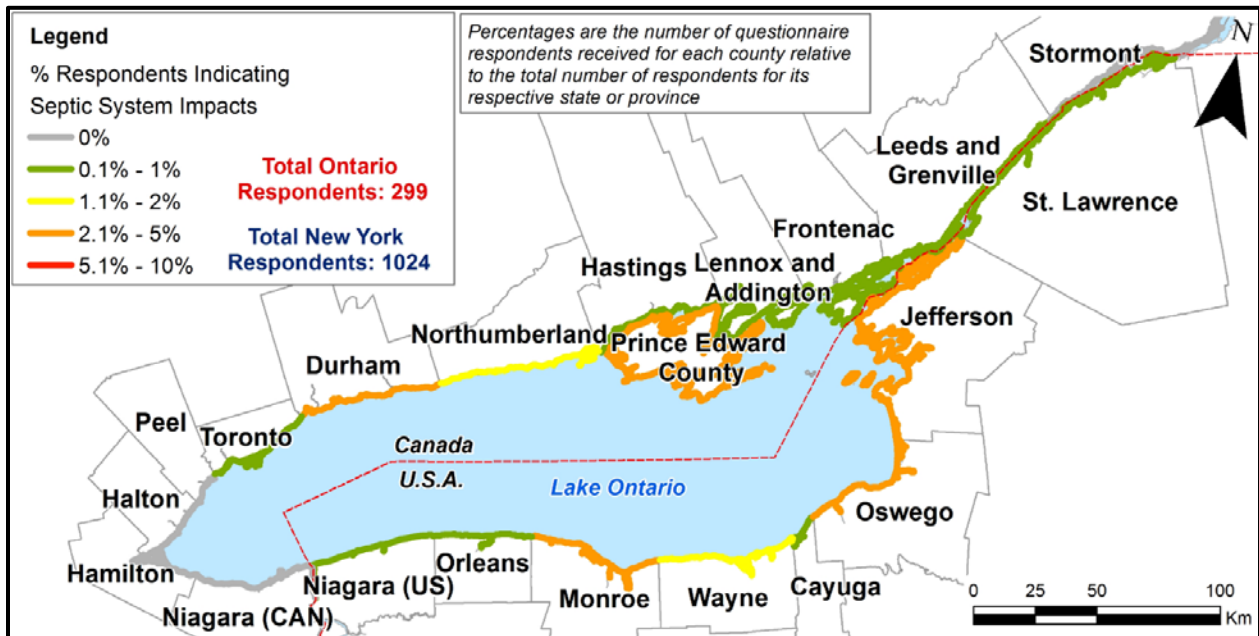 Legend
% Respondents Indicating
Septic System Impacts
0%
0.1% - 1%
1.1% - 2%
2.1% - 5%
5.1% - 10%
Total Ontario
Respondents: 299
Total New York
Respondents: 1024
Percentages are the number of questionnaire
respondents received for each county relative
to the total number of respondents for its
respective state or province
N
Stormont
Leeds and
Grenville
St. Lawrence
Frontenac
Hastings
Lennox and
Addington
Jefferson
Northumberland
Prince Edward
County
Durham
Peel
Toronto
Canada
U.S.A.
Lake Ontario
Halton
Oswego
Hamilton
Niagara (US)
Orleans
Niagara (CAN)
Monroe
Wayne
Cayuga
0 25 50 100
Km